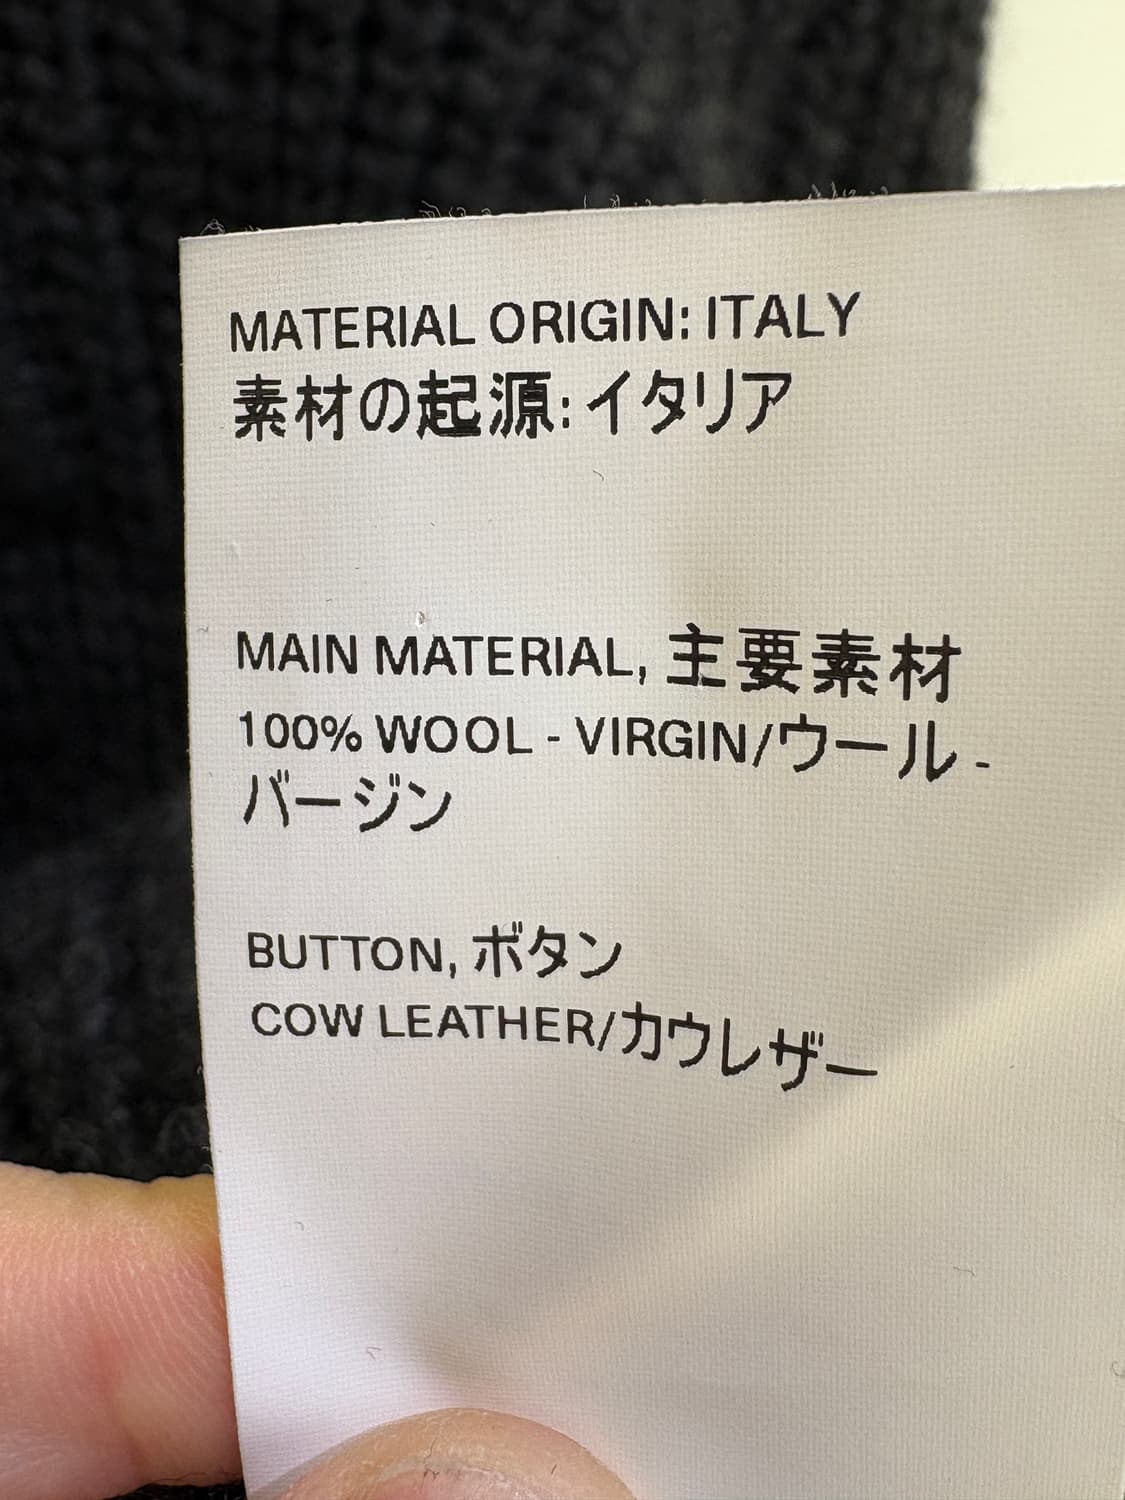 MATERIAL ORIGIN: ITALY
素材の起源: イタリア
MAIN MATERIAL, 主要素材
100% WOOL - VIRGIN/ウール -
バージン
BUTTON, ボタン
COW LEATHER/カウレザー